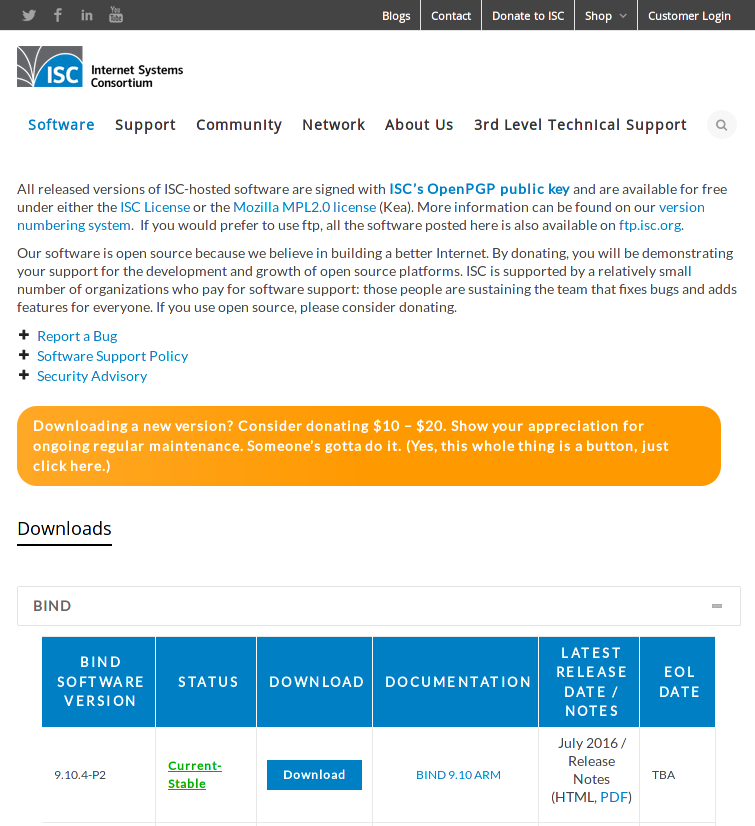 Blogs Contact Donate to ISC Shop Customer Login
You Tube
ISC Internet Systems
Consortium
Software Support Community Network About Us 3rd Level Technical Support
All released versions of ISC-hosted software are signed with ISC’s OpenPGP public key and are available for free
under either the ISC License or the Mozilla MPL2.0 license (Kea). More information can be found on our version
numbering system. If you would prefer to use ftp, all the software posted here is also available on ftp.isc.org.
Our software is open source because we believe in building a better Internet. By donating, you will be demonstrating
your support for the development and growth of open source platforms. ISC is supported by a relatively small
number of organizations who pay for software support: those people are sustaining the team that fixes bugs and adds
features for everyone. If you use open source, please consider donating.
Report a Bug
Software Support Policy
Security Advisory
Downloading a new version? Consider donating $10 – $20. Show your appreciation for
ongoing regular maintenance. Someone’s gotta do it. (Yes, this whole thing is a button, just
click here.)
Downloads
BIND
BIND
SOFTWARE
VERSION
STATUS
DOWNLOAD
DOCUMENTATION
LATEST
RELEASE
DATE /
NOTES
EOL
DATE
9.10.4-P2
Current-
Stable
Download
BIND 9.10 ARM
July 2016 /
Release
Notes
(HTML, PDF)
TBA